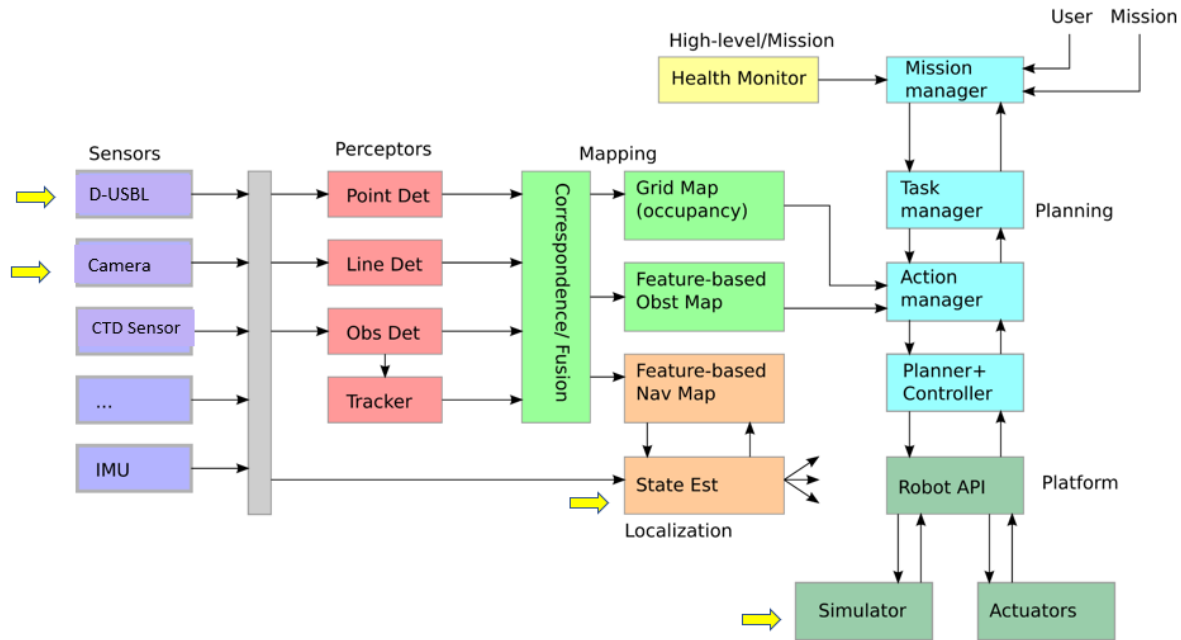 User
Mission
High-level/Mission
Health Monitor
Mission
manager
Sensors
Perceptors
Mapping
D-USBL
Point Det
Correspondence/ Fusion
Grid Map
(occupancy)
Task
manager
Planning
Camera
Line Det
Feature-based
Obst Map
Action
manager
CTD Sensor
Obs Det
Feature-based
Nav Map
Planner+
Controller
...
Tracker
IMU
State Est
Localization
Robot API
Platform
Simulator
Actuators